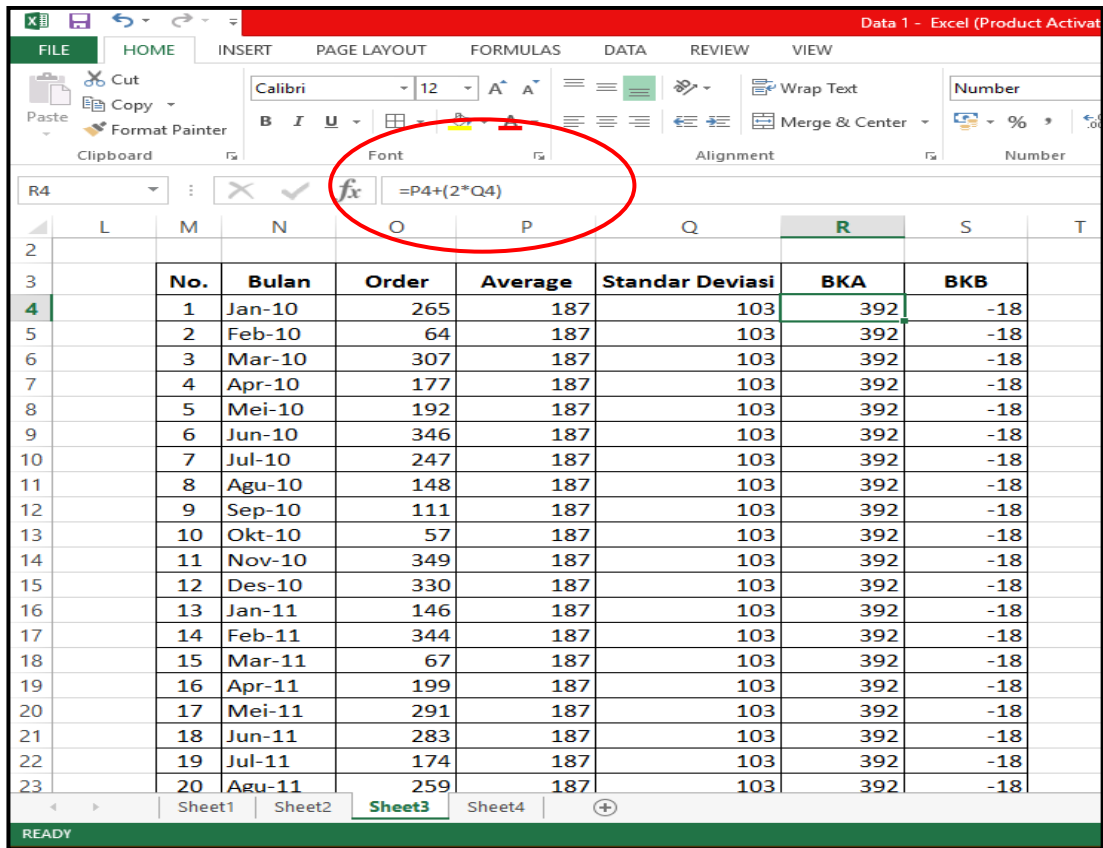 Data 1 - Excel (Product Activat
FILE HOME INSERT PAGE LAYOUT FORMULAS DATA REVIEW VIEW
Cut
Copy
Format Painter
Paste
Calibri 12 A A
B I U A
Wrap Text
Merge & Center
Number
% ,
Clipboard Font Alignment Number
R4 fx =P4+(2*Q4)
L M N O P Q R S T
2
3 No. Bulan Order Average Standar Deviasi BKA BKB
4 1 Jan-10 265 187 103 392 -18
5 2 Feb-10 64 187 103 392 -18
6 3 Mar-10 307 187 103 392 -18
7 4 Apr-10 177 187 103 392 -18
8 5 Mei-10 192 187 103 392 -18
9 6 Jun-10 346 187 103 392 -18
10 7 Jul-10 247 187 103 392 -18
11 8 Agu-10 148 187 103 392 -18
12 9 Sep-10 111 187 103 392 -18
13 10 Okt-10 57 187 103 392 -18
14 11 Nov-10 349 187 103 392 -18
15 12 Des-10 330 187 103 392 -18
16 13 Jan-11 146 187 103 392 -18
17 14 Feb-11 344 187 103 392 -18
18 15 Mar-11 67 187 103 392 -18
19 16 Apr-11 199 187 103 392 -18
20 17 Mei-11 291 187 103 392 -18
21 18 Jun-11 283 187 103 392 -18
22 19 Jul-11 174 187 103 392 -18
23 20 Agu-11 259 187 103 392 -18
Sheet1 Sheet2 Sheet3 Sheet4
READY